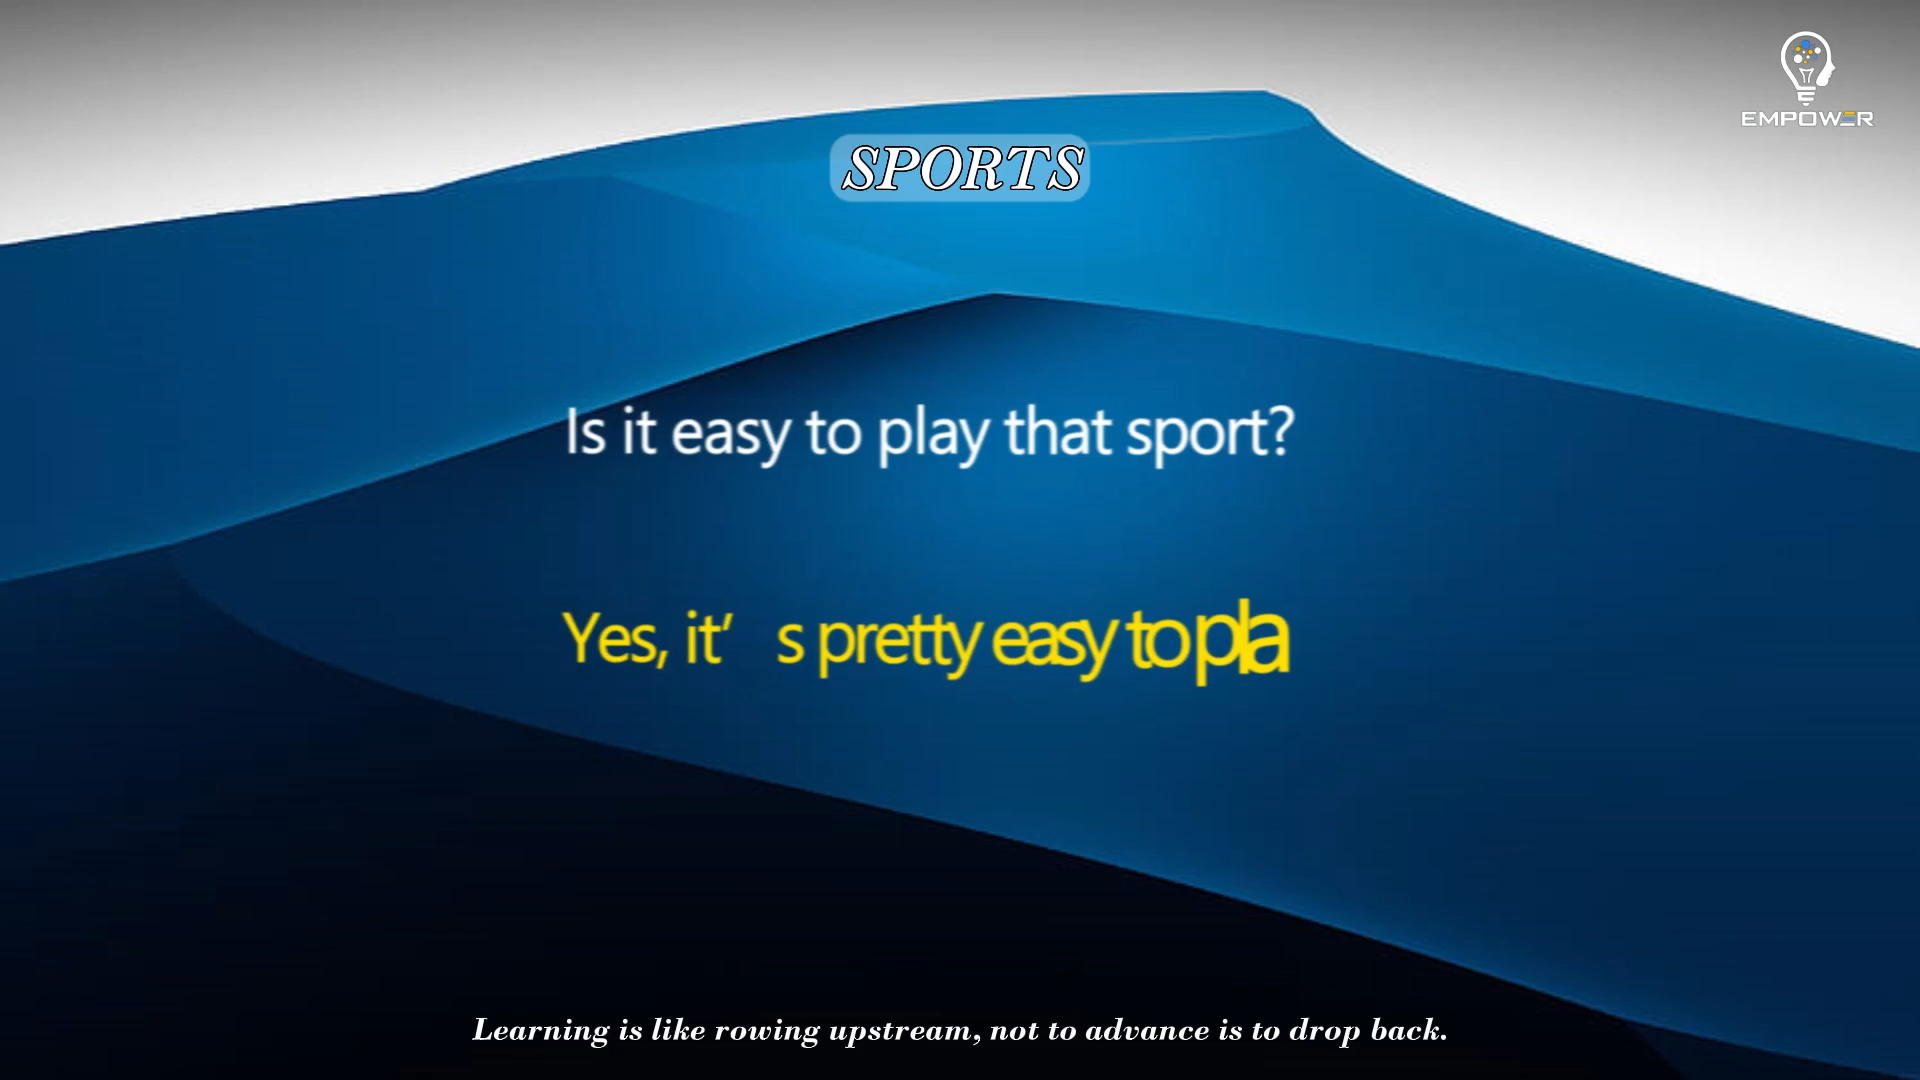 EMPOWER
SPORTS
Is it easy to play that sport?
Yes, it’s pretty easy to pla
Learning is like rowing upstream, not to advance is to drop back.